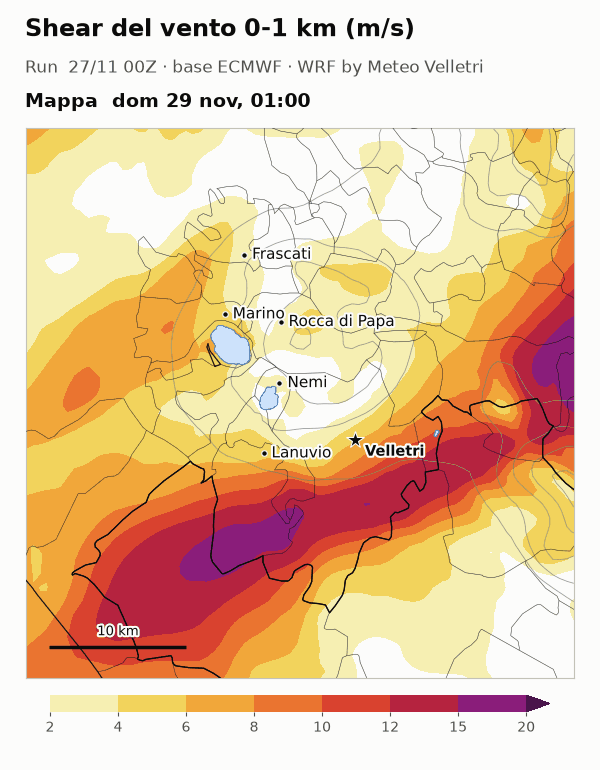 Shear del vento 0-1 km (m/s)
Run  27/11 00Z · base ECMWF · WRF by Meteo Velletri
Mappa  dom 29 nov, 01:00
Frascati
Marino
Rocca di Papa
Nemi
Velletri
Lanuvio
10 km
2 4 6 8 10 12 15 20